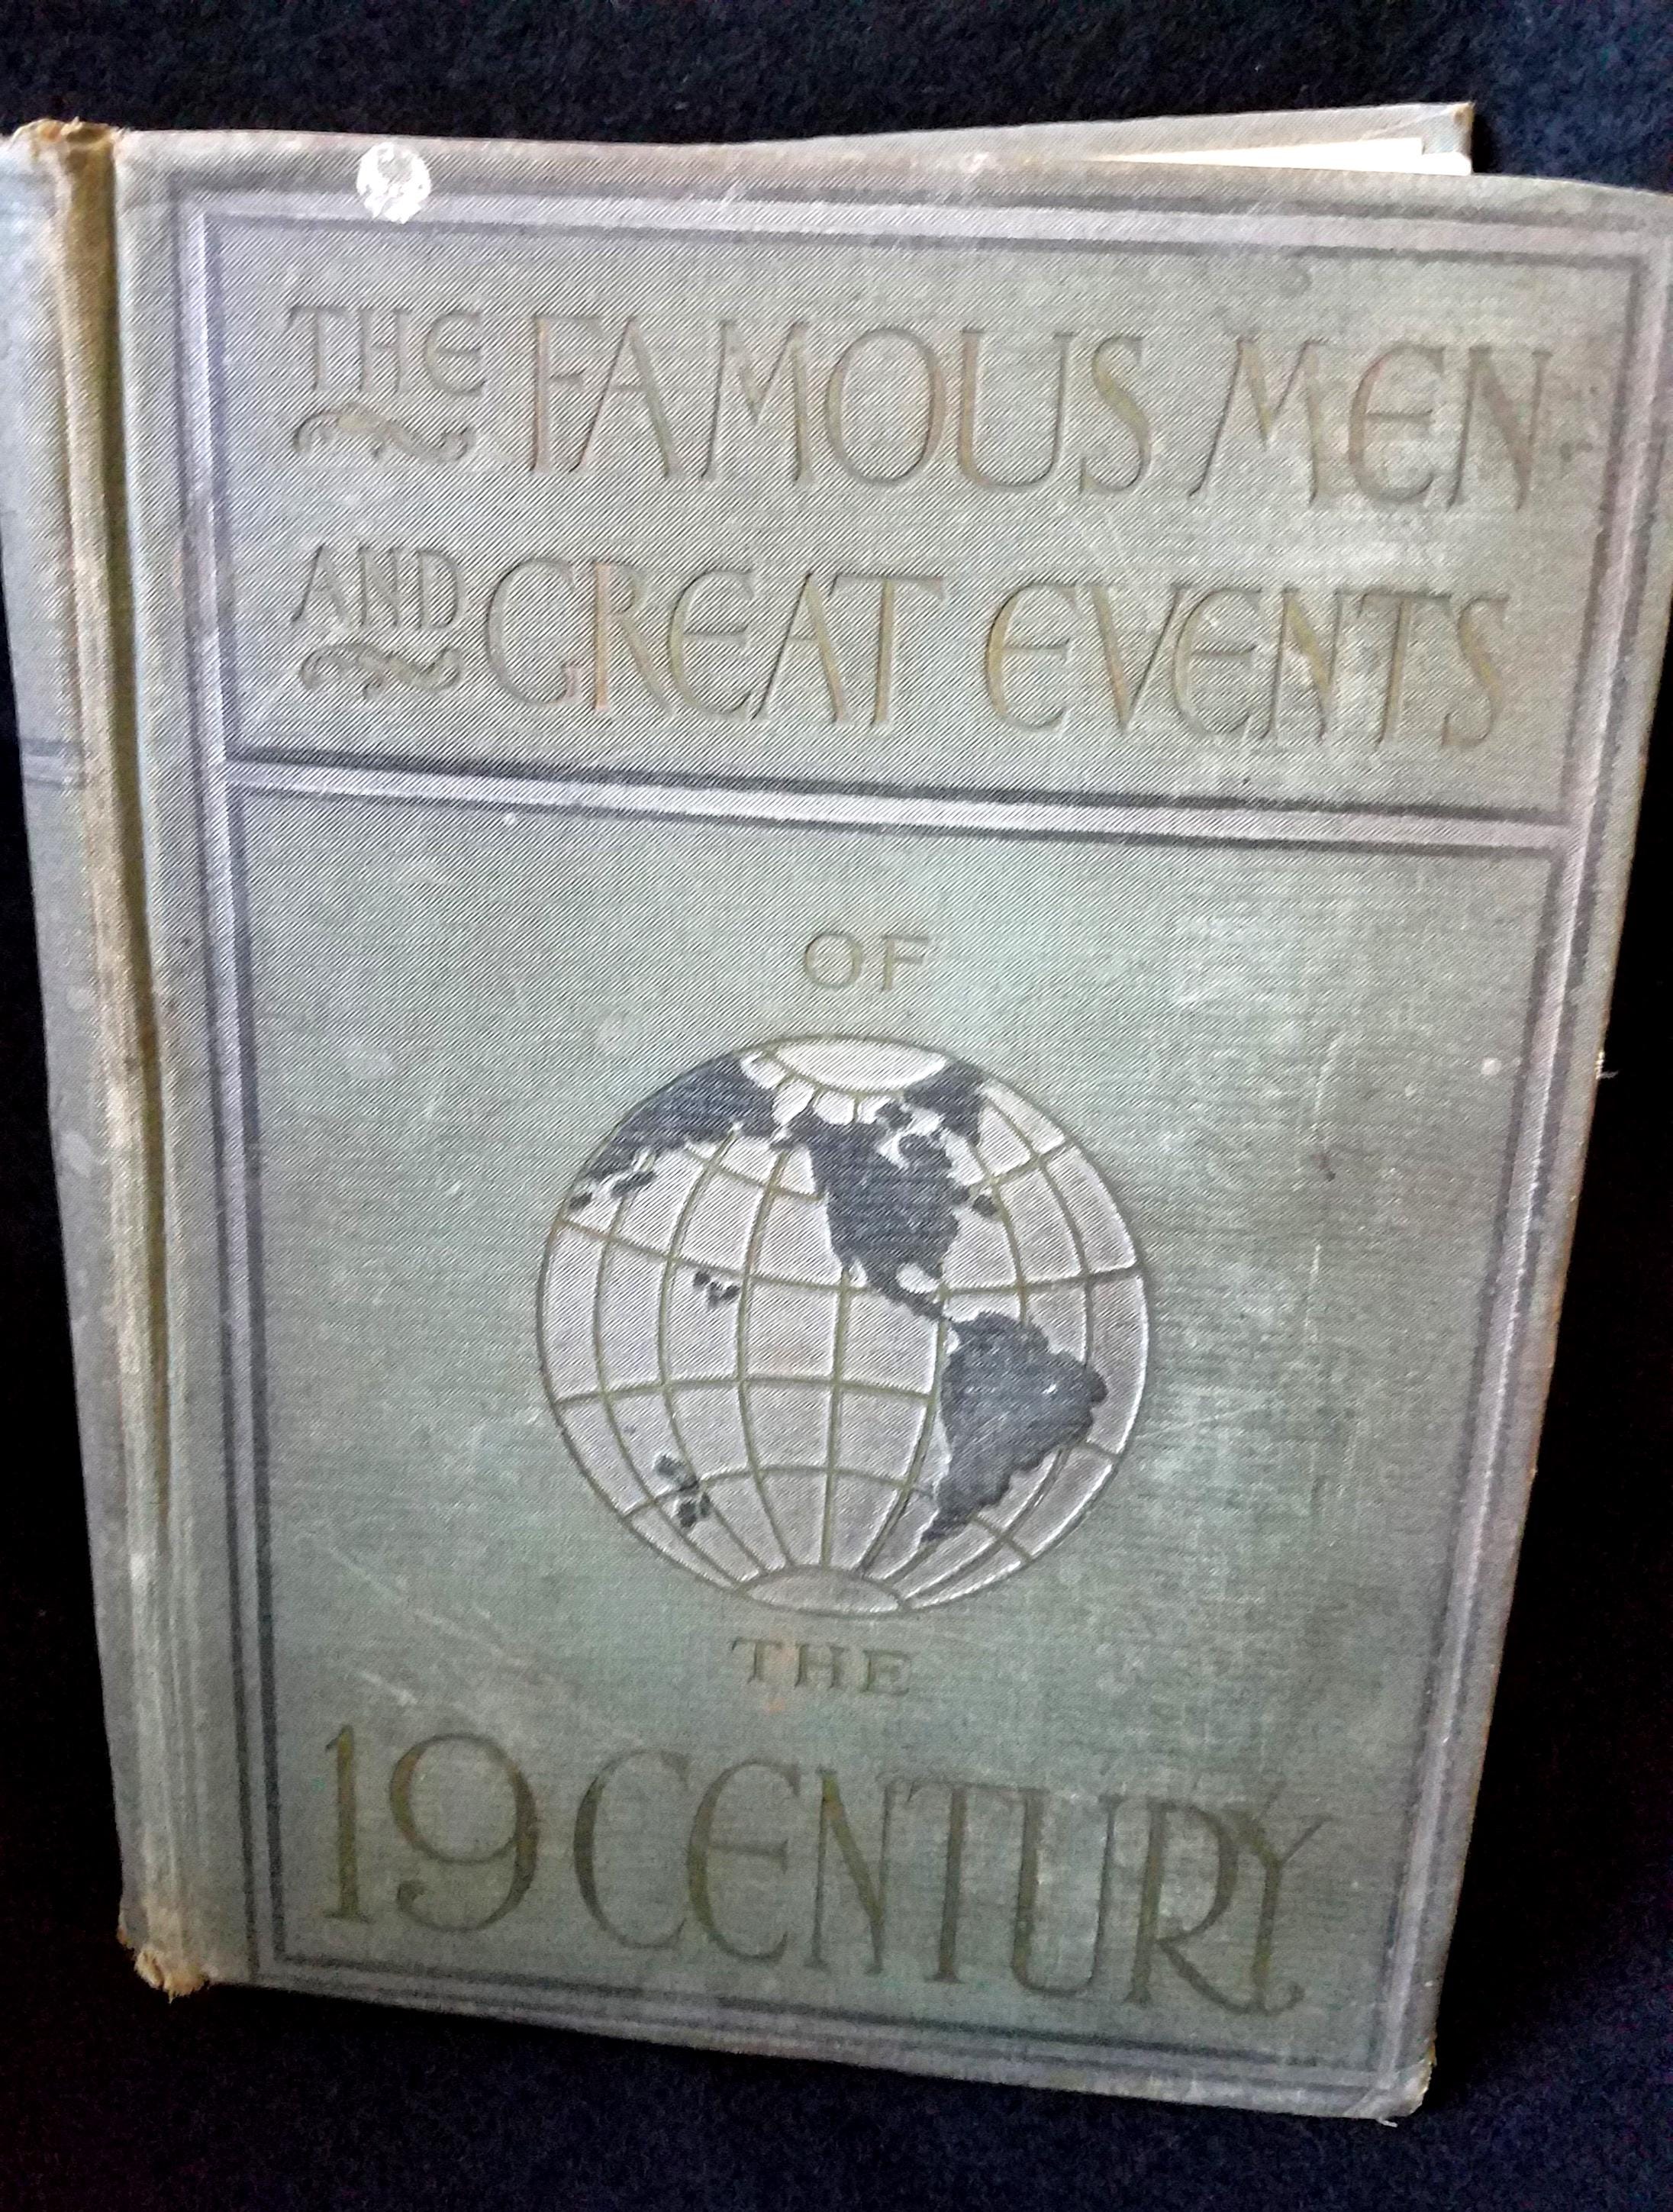 THE FAMOUS MEN
AND GREAT EVENTS
OF
THE
19 CENTURY